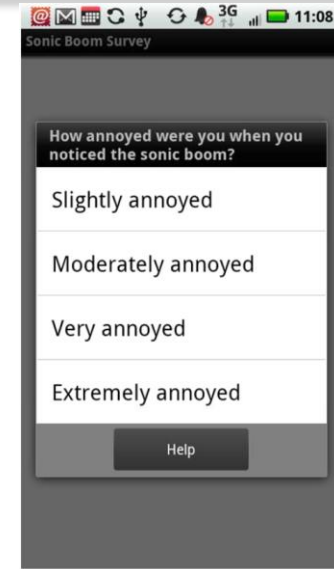 3G 11:08
Sonic Boom Survey
How annoyed were you when you
noticed the sonic boom?
Slightly annoyed
Moderately annoyed
Very annoyed
Extremely annoyed
Help